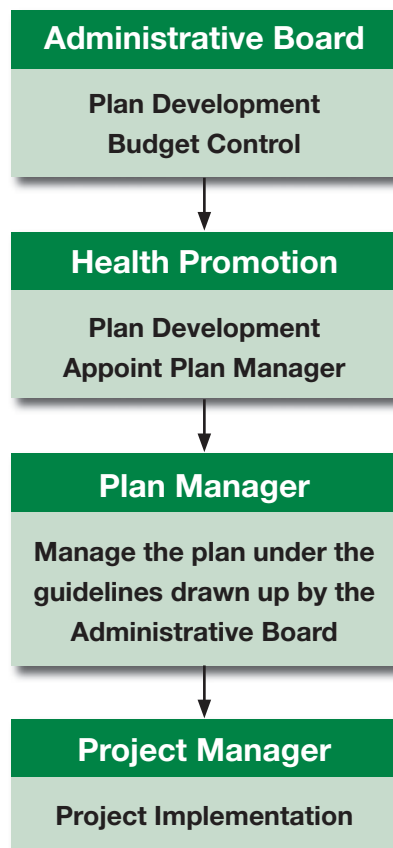 Administrative Board
Plan Development
Budget Control
Health Promotion
Plan Development
Appoint Plan Manager
Plan Manager
Manage the plan under the
guidelines drawn up by the
Administrative Board
Project Manager
Project Implementation